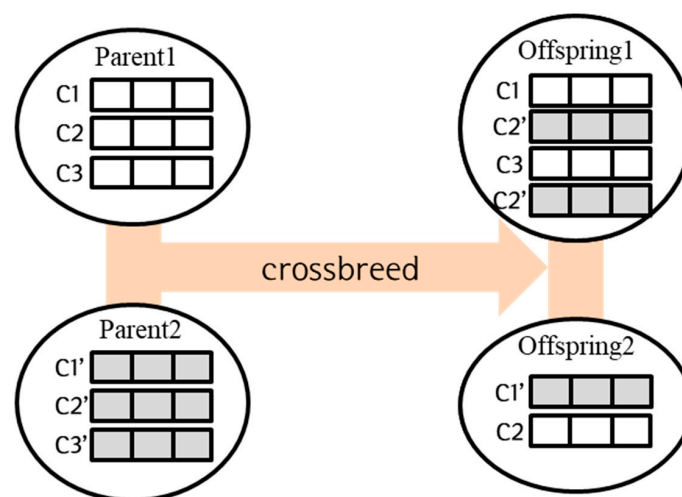 Parent1
C1
C2
C3
Offspring1
C1
C2’
C3
C2’
crossbreed
Parent2
C1’
C2’
C3’
Offspring2
C1’
C2